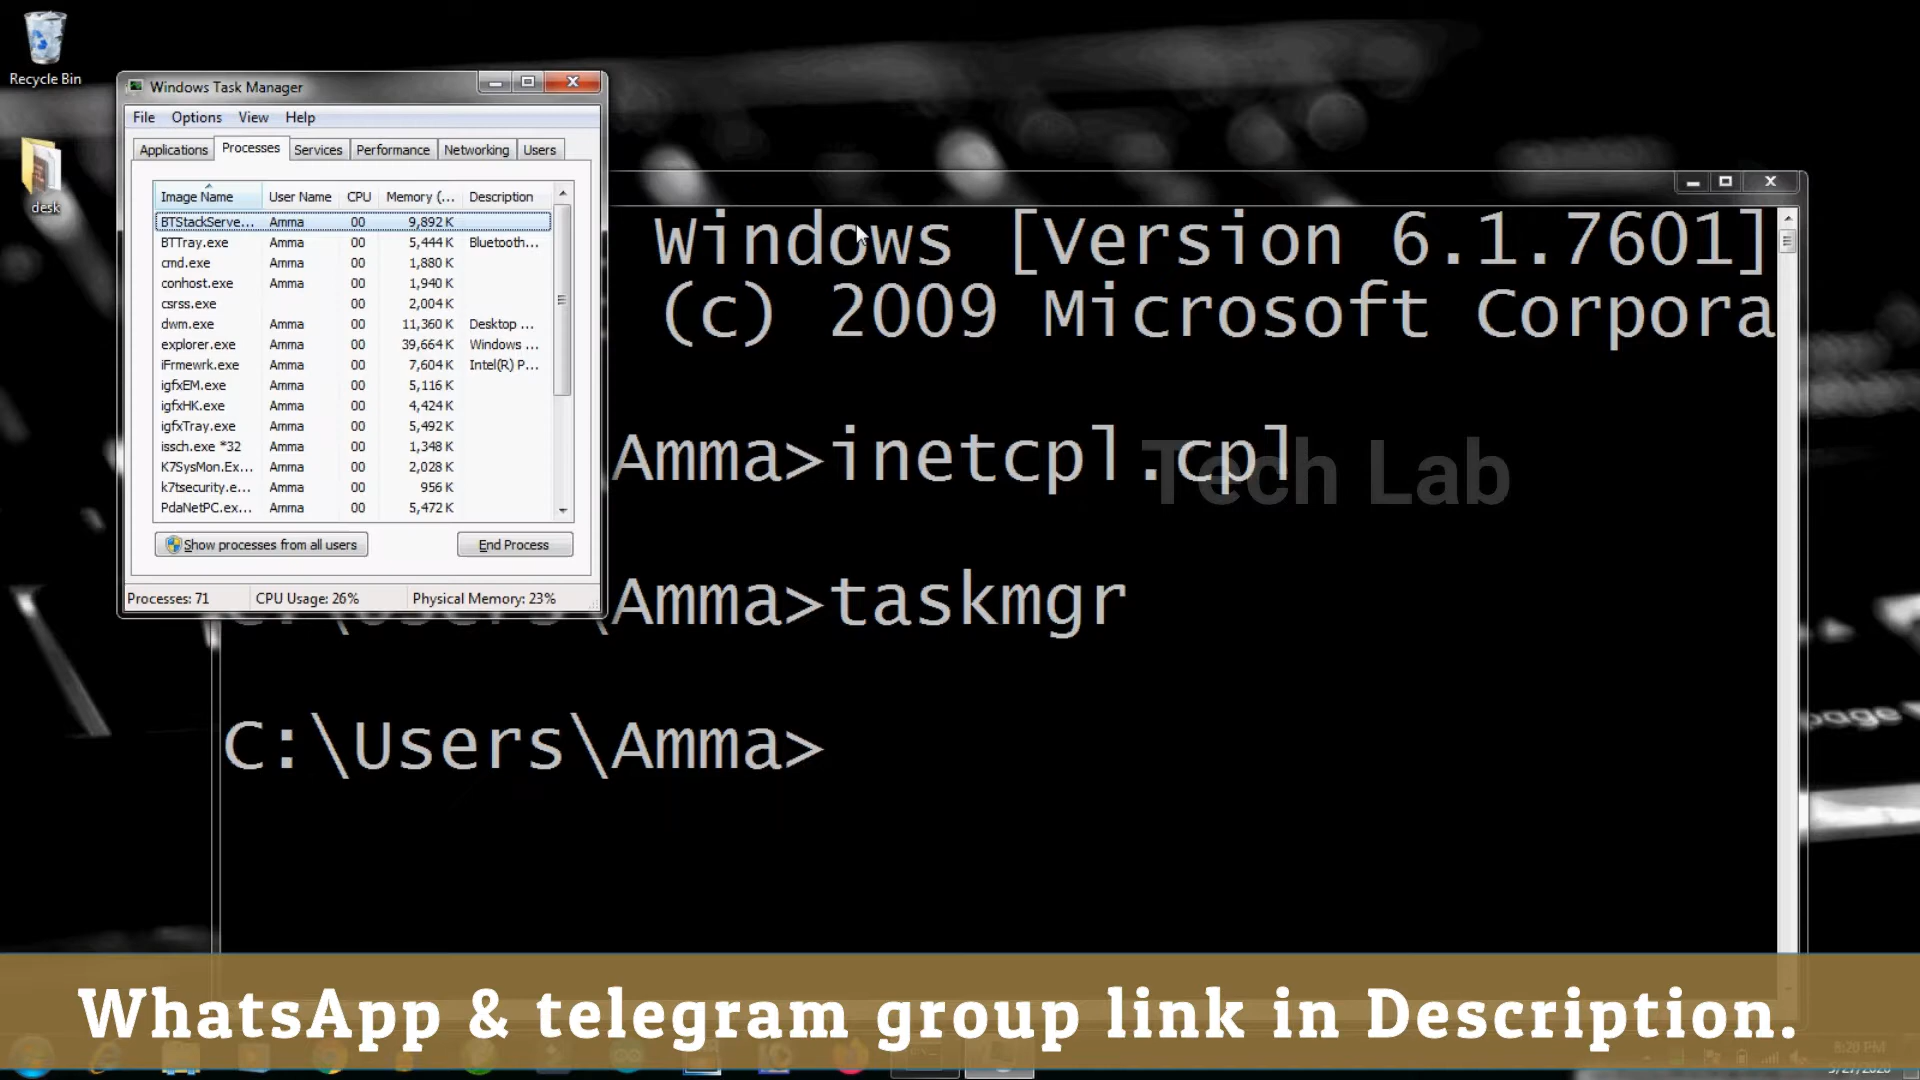 Recycle Bin
desk
Windows Task Manager
File Options View Help
Applications Processes Services Performance Networking Users
Image Name User Name CPU Memory (... Description
BTStackServe... Amma 00 9,892 K
BTTray.exe Amma 00 5,444 K Bluetooth...
cmd.exe Amma 00 1,880 K
conhost.exe Amma 00 1,940 K
csrss.exe 00 2,004 K
dwm.exe Amma 00 11,360 K Desktop ...
explorer.exe Amma 00 39,664 K Windows ...
iFrmewrk.exe Amma 00 7,604 K Intel(R) P...
igfxEM.exe Amma 00 5,116 K
igfxHK.exe Amma 00 4,424 K
igfxTray.exe Amma 00 5,492 K
issch.exe *32 Amma 00 1,348 K
K7SysMon.Ex... Amma 00 2,028 K
k7tsecurity.e... Amma 00 956 K
PdaNetPC.ex... Amma 00 5,472 K
Show processes from all users End Process
Processes: 71 CPU Usage: 26% Physical Memory: 23%
Windows [Version 6.1.7601]
(c) 2009 Microsoft Corpora
Amma>inetcpl.cpl
Tech Lab
C:\Users\Amma>taskmgr
C:\Users\Amma>
page
WhatsApp & telegram group link in Description.
8:20 PM